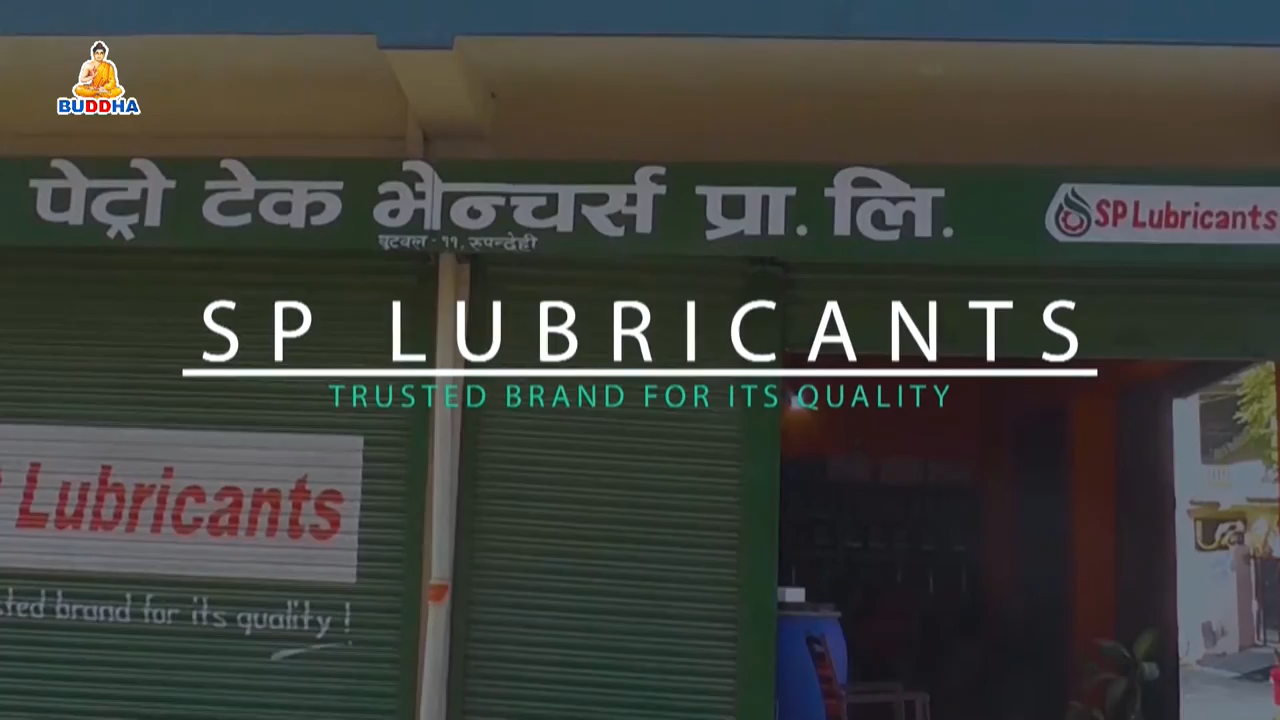 BUDDHA
पेट्रो टेक भेन्चर्स प्रा. लि.
SP Lubricants
बुटवल - ११, रुपन्देही
SP LUBRICANTS
TRUSTED BRAND FOR ITS QUALITY
Lubricants
brand for its quality!